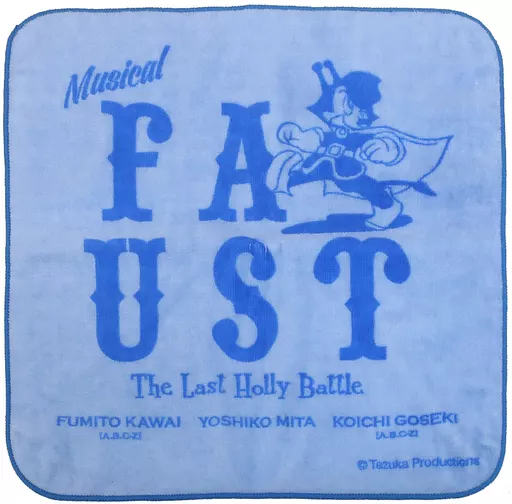 Musical
FA
UST
The Last Holly Battle
FUMITO KAWAI YOSHIKO MITA KOICHI GOSEKI
[A.B.C-Z] [A.B.C-Z]
© Tezuka Productions